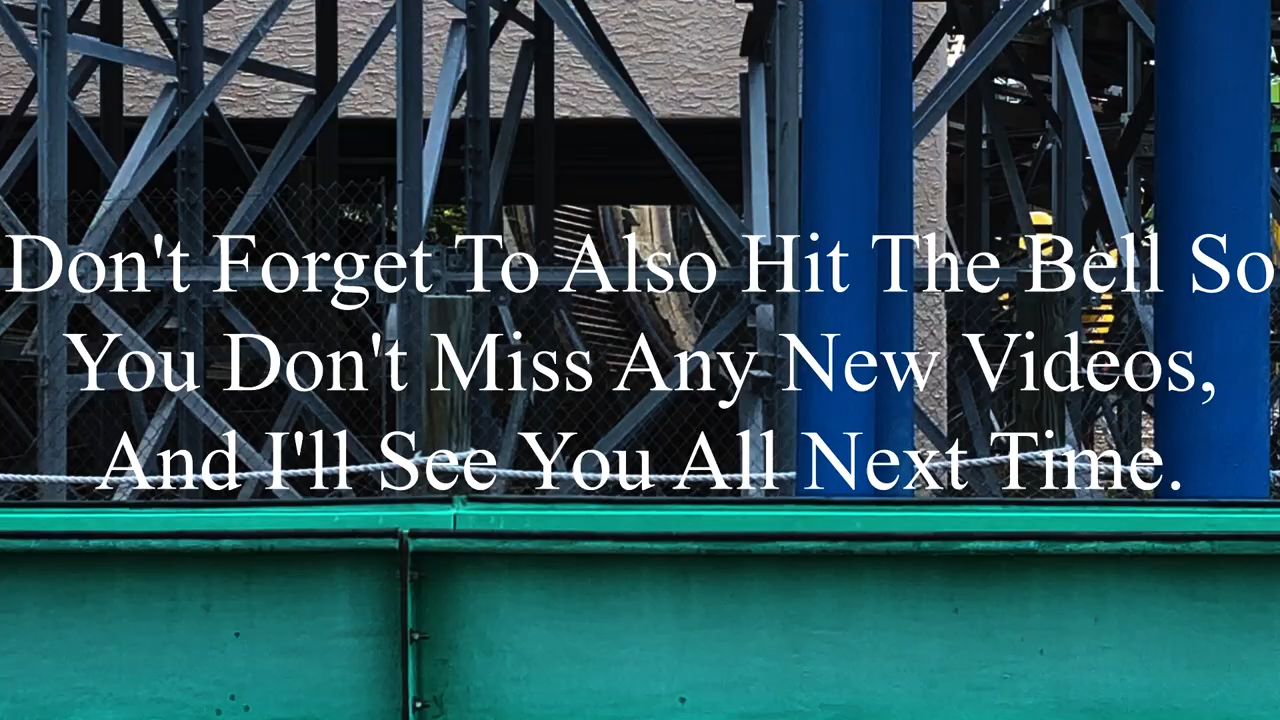 Don't Forget To Also Hit The Bell So
You Don't Miss Any New Videos,
And I'll See You All Next Time.